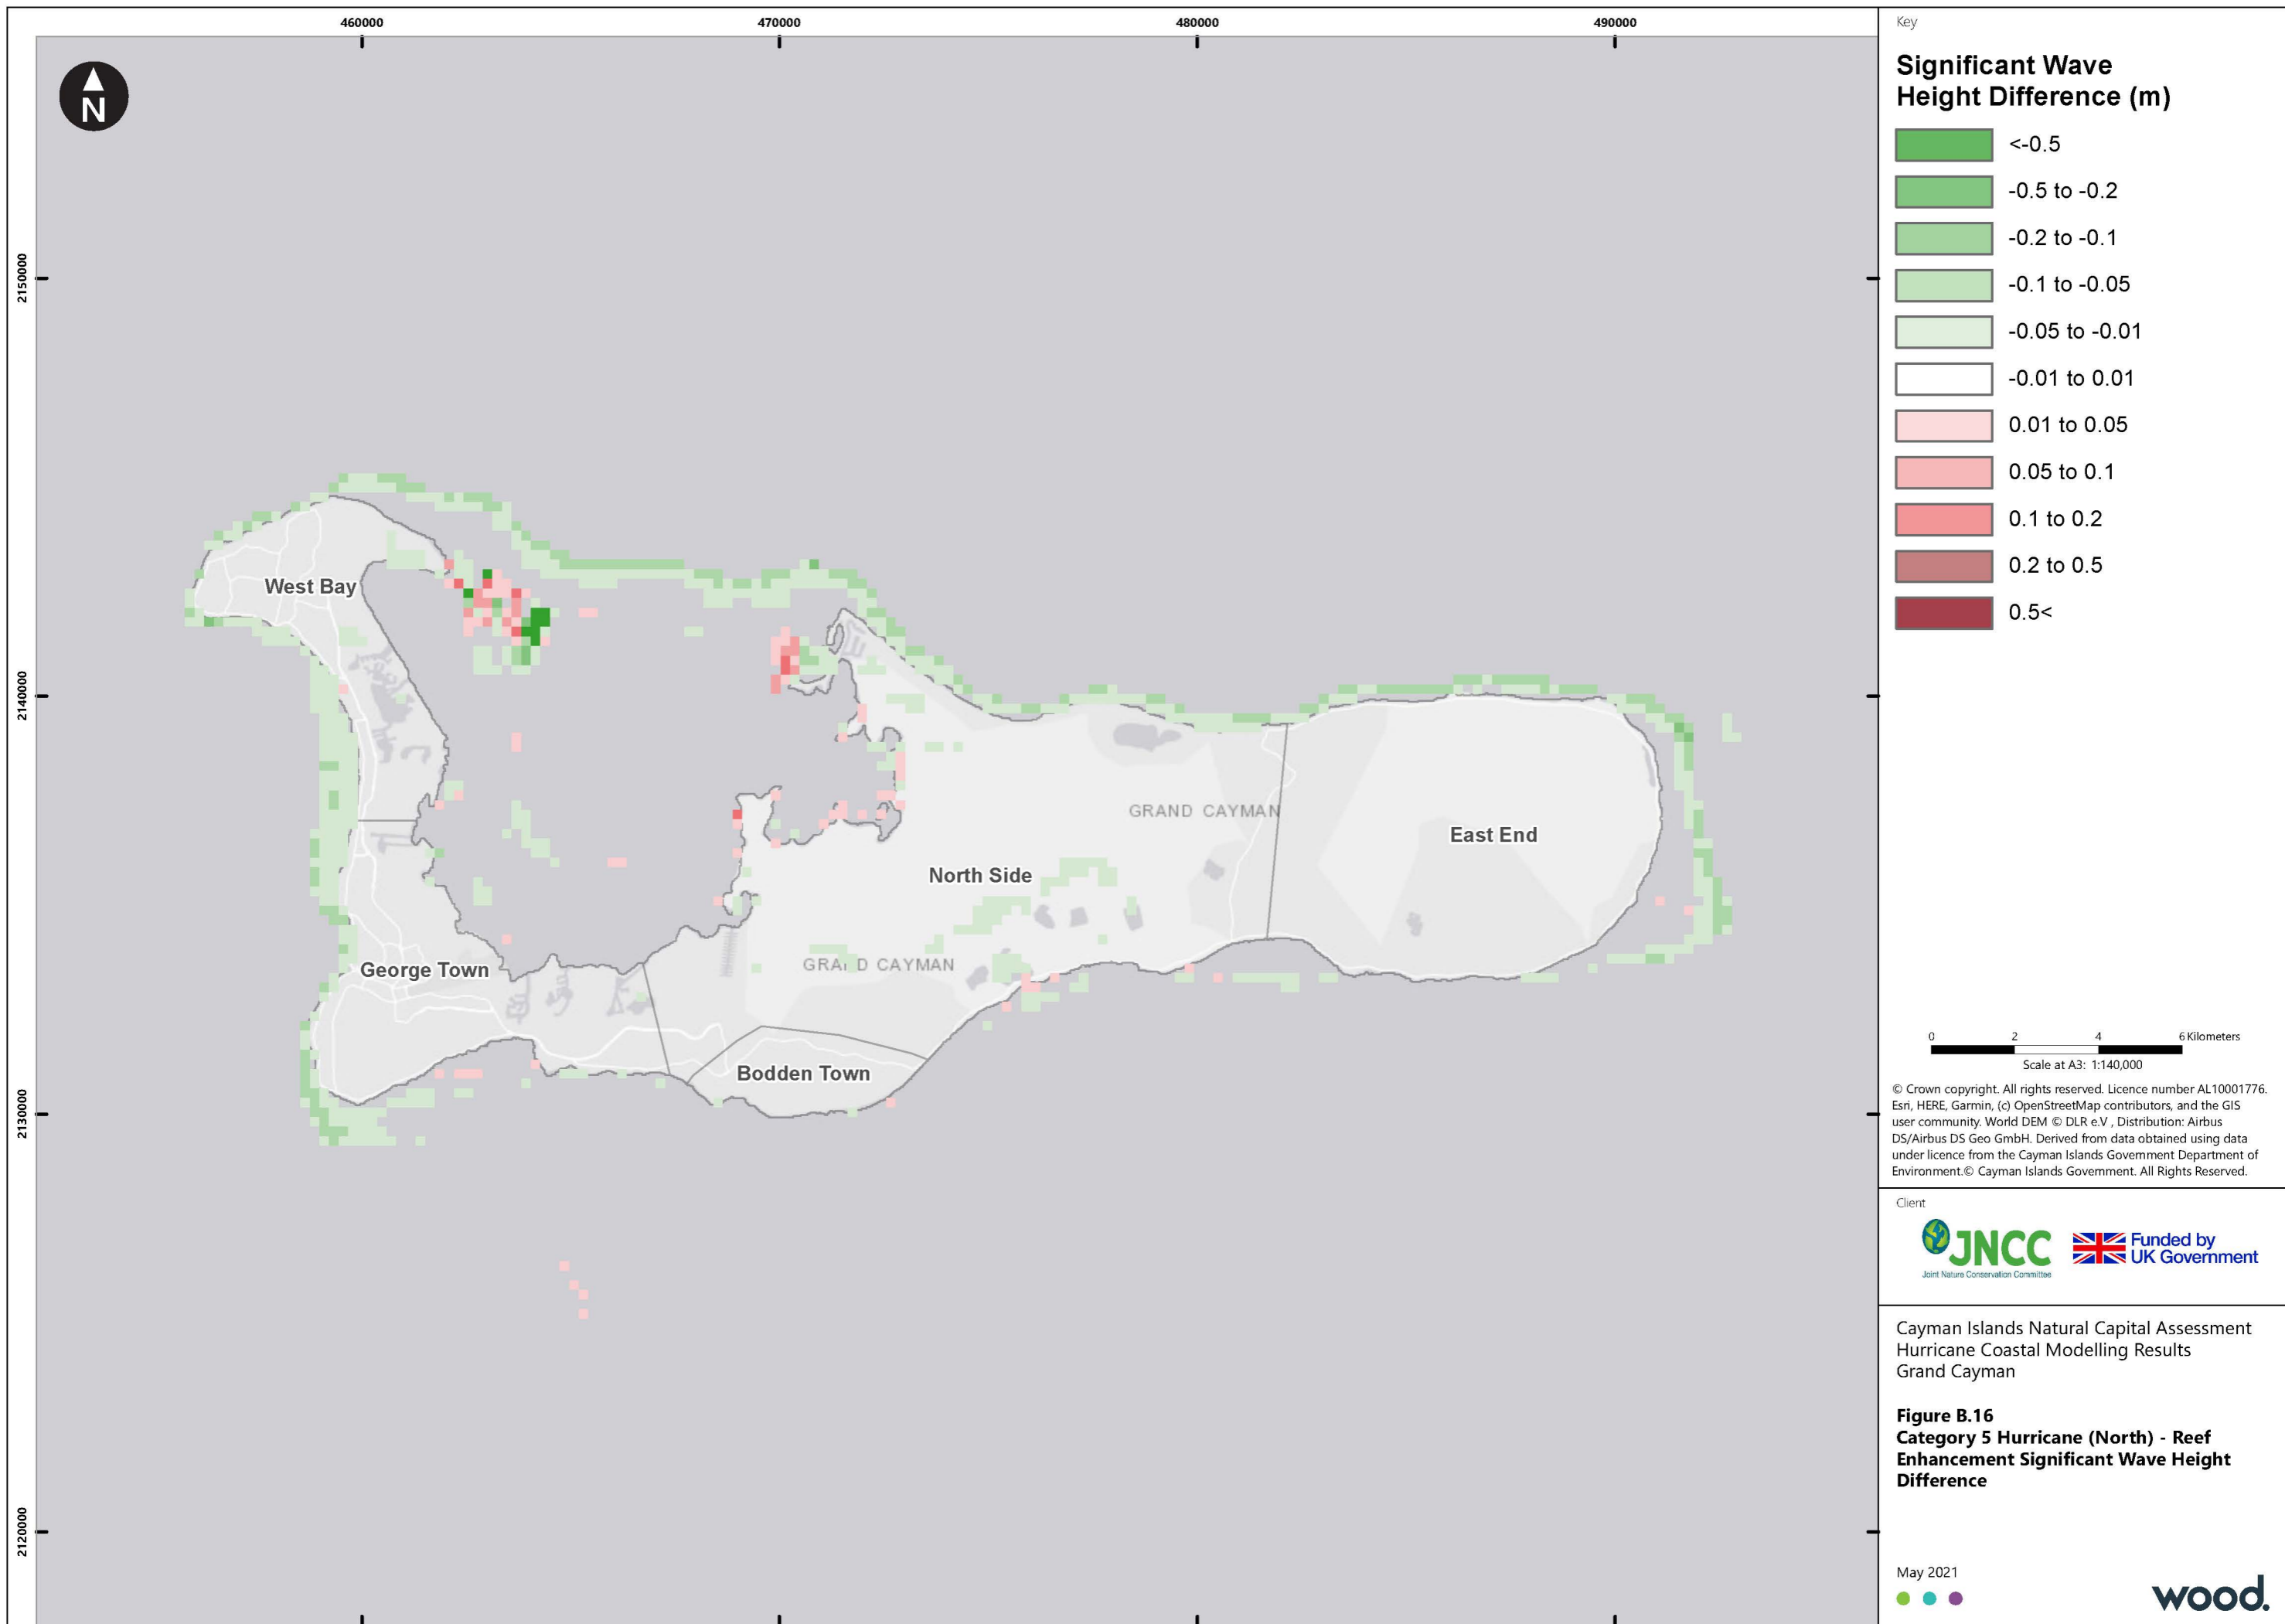 460000
470000
480000
490000
N
2150000
2140000
2130000
2120000
West Bay
GRAND CAYMAN
East End
North Side
GRAND CAYMAN
George Town
Bodden Town
Key
Significant Wave
Height Difference (m)
<-0.5
-0.5 to -0.2
-0.2 to -0.1
-0.1 to -0.05
-0.05 to -0.01
-0.01 to 0.01
0.01 to 0.05
0.05 to 0.1
0.1 to 0.2
0.2 to 0.5
0.5<
0 2 4 6 Kilometers
Scale at A3: 1:140,000
© Crown copyright. All rights reserved. Licence number AL10001776.
Esri, HERE, Garmin, (c) OpenStreetMap contributors, and the GIS
user community. World DEM © DLR e.V , Distribution: Airbus
DS/Airbus DS Geo GmbH. Derived from data obtained using data
under licence from the Cayman Islands Government Department of
Environment.© Cayman Islands Government. All Rights Reserved.
Client
JNCC
Joint Nature Conservation Committee
Funded by
UK Government
Cayman Islands Natural Capital Assessment
Hurricane Coastal Modelling Results
Grand Cayman
Figure B.16
Category 5 Hurricane (North) - Reef
Enhancement Significant Wave Height
Difference
May 2021
wood.